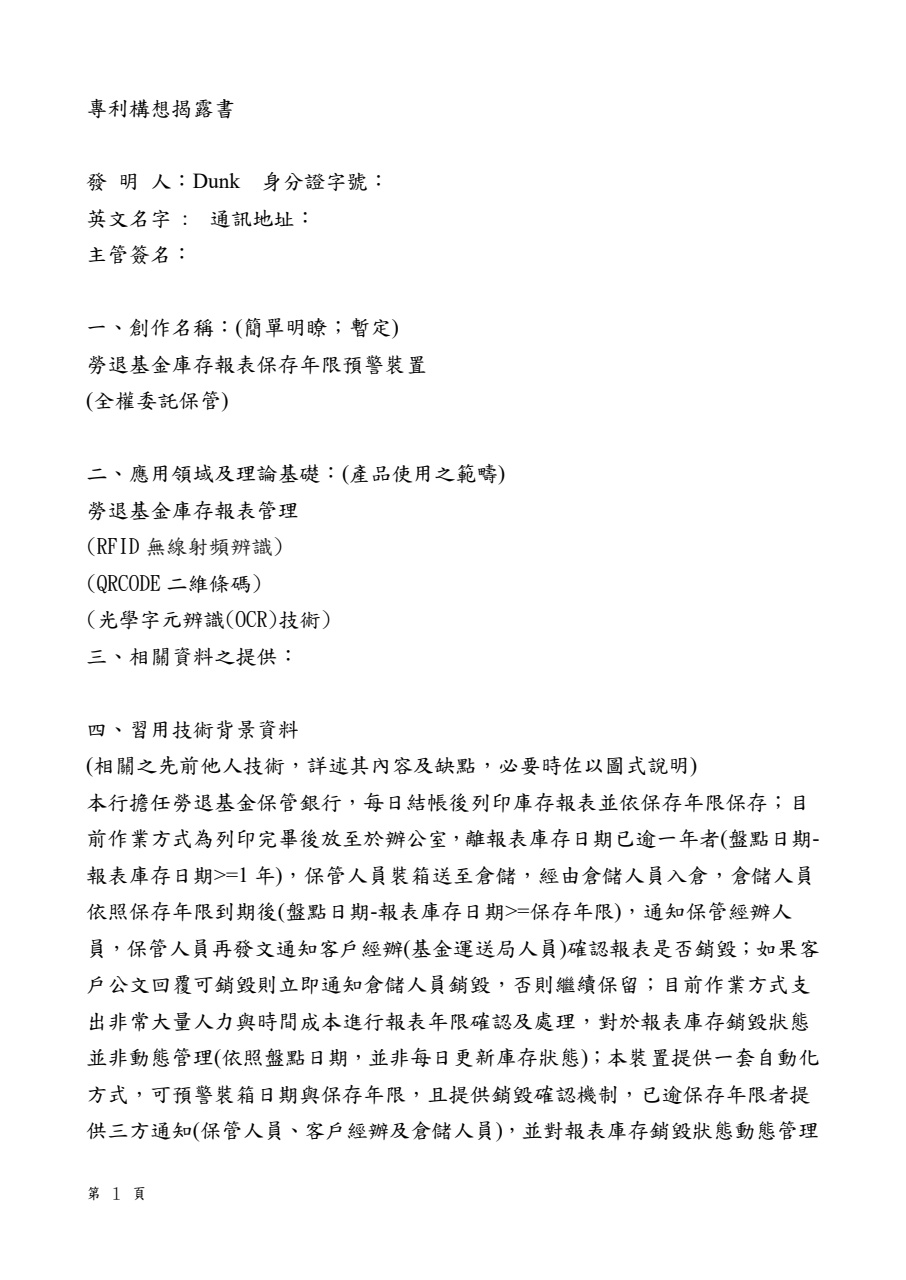 專利構想揭露書
發 明 人：Dunk 身分證字號：
英文名字 : 通訊地址：
主管簽名：
一、創作名稱：(簡單明瞭；暫定)
勞退基金庫存報表保存年限預警裝置
(全權委託保管)
二、應用領域及理論基礎：(產品使用之範疇)
勞退基金庫存報表管理
(RFID 無線射頻辨識)
(QRCODE 二維條碼)
(光學字元辨識(OCR)技術)
三、相關資料之提供：
四、習用技術背景資料
(相關之先前他人技術，詳述其內容及缺點，必要時佐以圖式說明)
本行擔任勞退基金保管銀行，每日結帳後列印庫存報表並依保存年限保存；目
前作業方式為列印完畢後放至於辦公室，離報表庫存日期已逾一年者(盤點日期-
報表庫存日期>=1 年)，保管人員裝箱送至倉儲，經由倉儲人員入倉，倉儲人員
依照保存年限到期後(盤點日期-報表庫存日期>=保存年限)，通知保管經辦人
員，保管人員再發文通知客戶經辦(基金運送局人員)確認報表是否銷毀；如果客
戶公文回覆可銷毀則立即通知倉儲人員銷毀，否則繼續保留；目前作業方式支
出非常大量人力與時間成本進行報表年限確認及處理，對於報表庫存銷毀狀態
並非動態管理(依照盤點日期，並非每日更新庫存狀態)；本裝置提供一套自動化
方式，可預警裝箱日期與保存年限，且提供銷毀確認機制，已逾保存年限者提
供三方通知(保管人員、客戶經辦及倉儲人員)，並對報表庫存銷毀狀態動態管理
第 1 頁